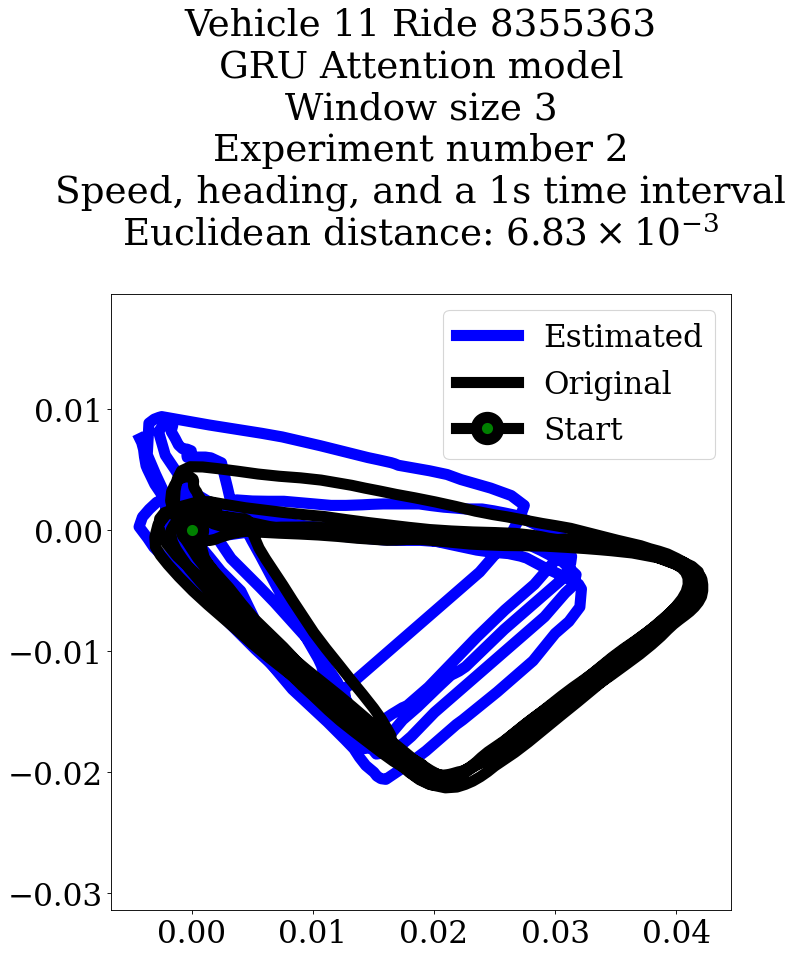 Vehicle 11 Ride 8355363
GRU Attention model
Window size 3
Experiment number 2
Speed, heading, and a 1s time interval
Euclidean distance: 6.83 × 10⁻³
Estimated
Original
Start
0.01
0.00
−0.01
−0.02
−0.03
0.00 0.01 0.02 0.03 0.04